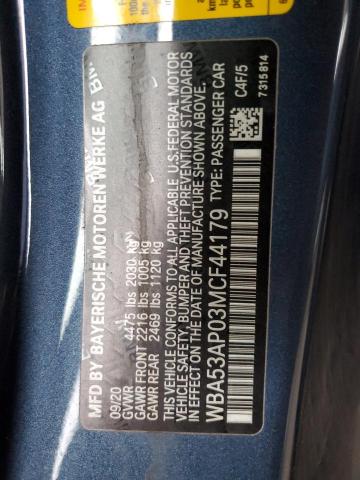 MFD BY BAYERISCHE MOTOREN WERKE AG
09/20
GVWR 4475 lbs 2030 kg
GAWR FRONT 2216 lbs 1005 kg
GAWR REAR 2469 lbs 1120 kg
THIS VEHICLE CONFORMS TO ALL APPLICABLE U.S. FEDERAL MOTOR
VEHICLE SAFETY, BUMPER AND THEFT PREVENTION STANDARDS IN
EFFECT ON THE DATE OF MANUFACTURE SHOWN ABOVE.
WBA53AP03MCF44179 TYPE: PASSENGER CAR
C4F/5
7315814